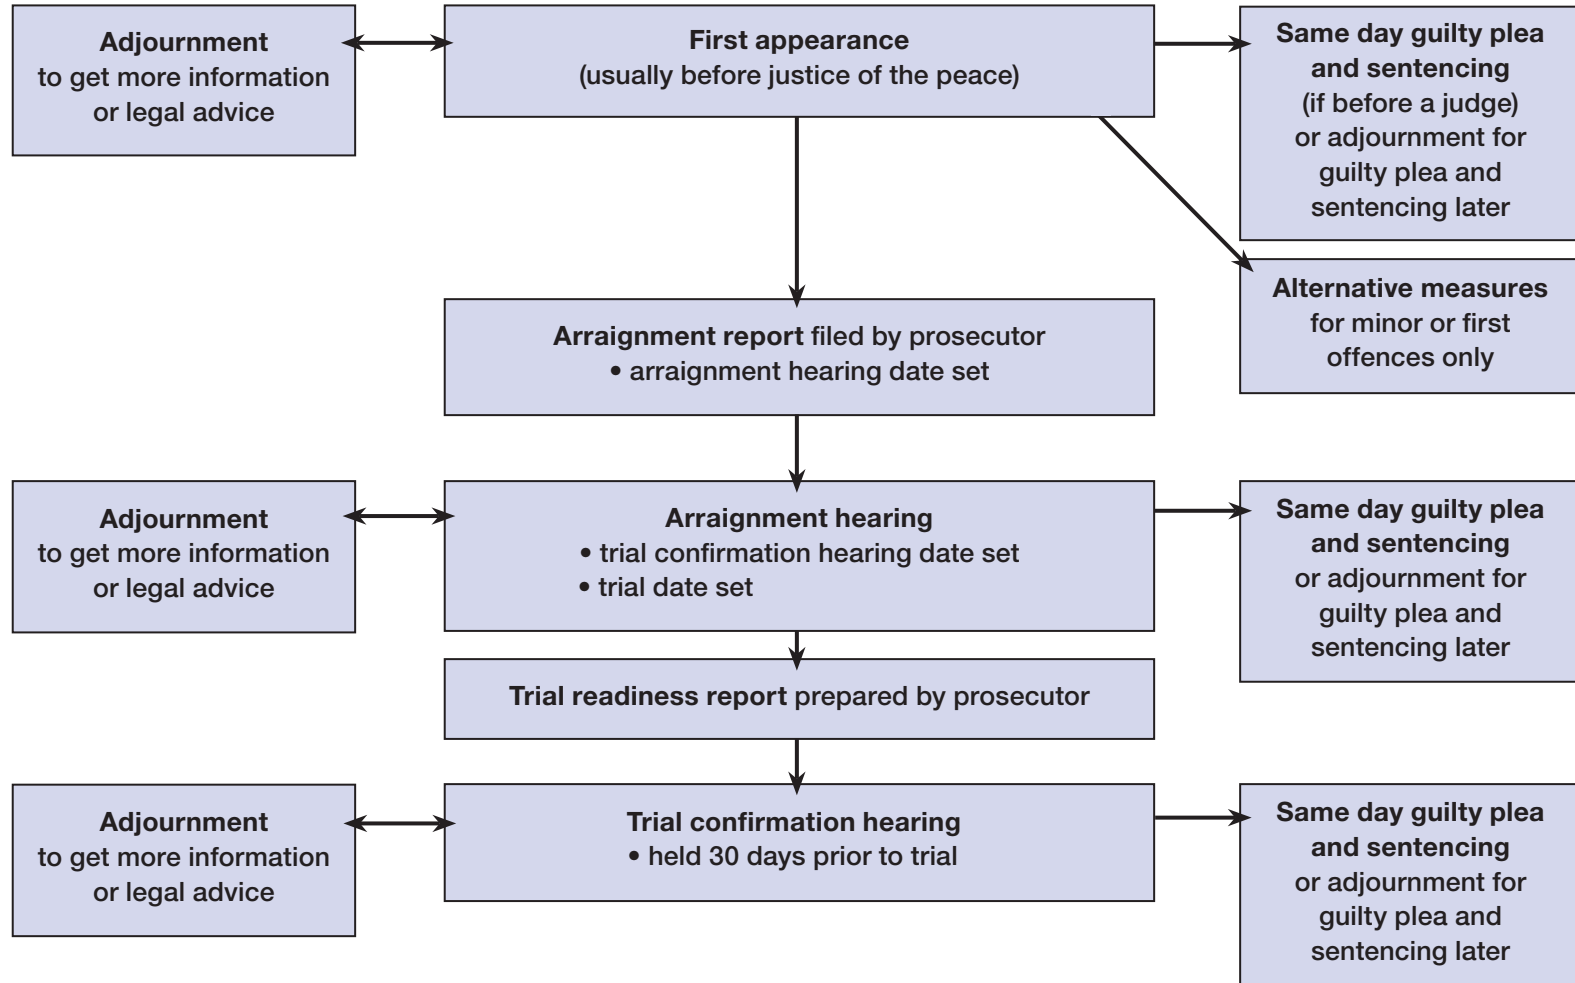 Adjournment
to get more information
or legal advice
First appearance
(usually before justice of the peace)
Same day guilty plea
and sentencing
(if before a judge)
or adjournment for
guilty plea and
sentencing later
Alternative measures
for minor or first
offences only
Arraignment report filed by prosecutor
• arraignment hearing date set
Adjournment
to get more information
or legal advice
Arraignment hearing
• trial confirmation hearing date set
• trial date set
Same day guilty plea
and sentencing
or adjournment for
guilty plea and
sentencing later
Trial readiness report prepared by prosecutor
Adjournment
to get more information
or legal advice
Trial confirmation hearing
• held 30 days prior to trial
Same day guilty plea
and sentencing
or adjournment for
guilty plea and
sentencing later